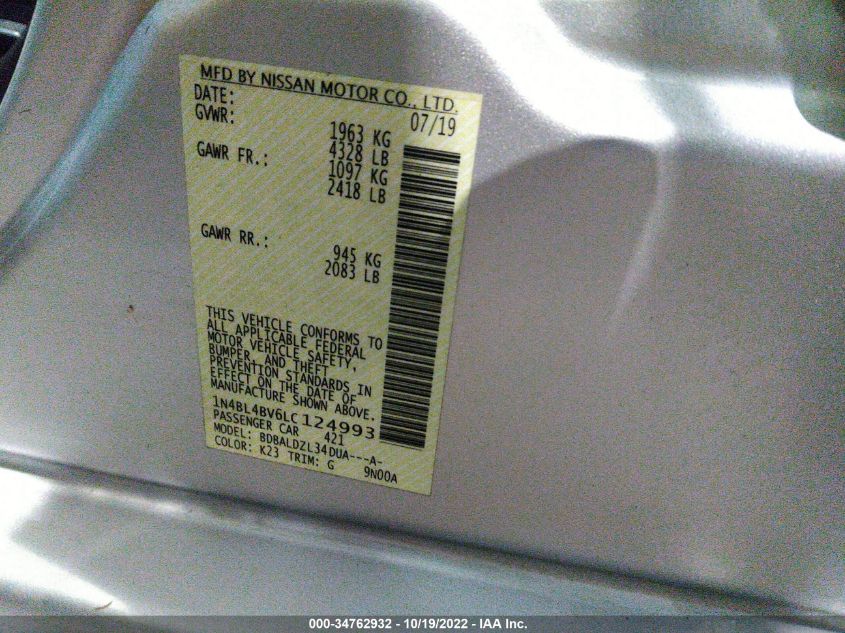 MFD BY NISSAN MOTOR CO., LTD.
DATE: 07/19
GVWR: 1963 KG
4328 LB
GAWR FR.: 1097 KG
2418 LB
GAWR RR.: 945 KG
2083 LB
THIS VEHICLE CONFORMS TO
ALL APPLICABLE FEDERAL
MOTOR VEHICLE SAFETY,
BUMPER, AND THEFT
PREVENTION STANDARDS IN
EFFECT ON THE DATE OF
MANUFACTURE SHOWN ABOVE.
1N4BL4BV6LC124993
PASSENGER CAR 421
MODEL: BDBALDZL34DUA---A-
COLOR: K23 TRIM: G 9N00A
000-34762932 - 10/19/2022 - IAA Inc.